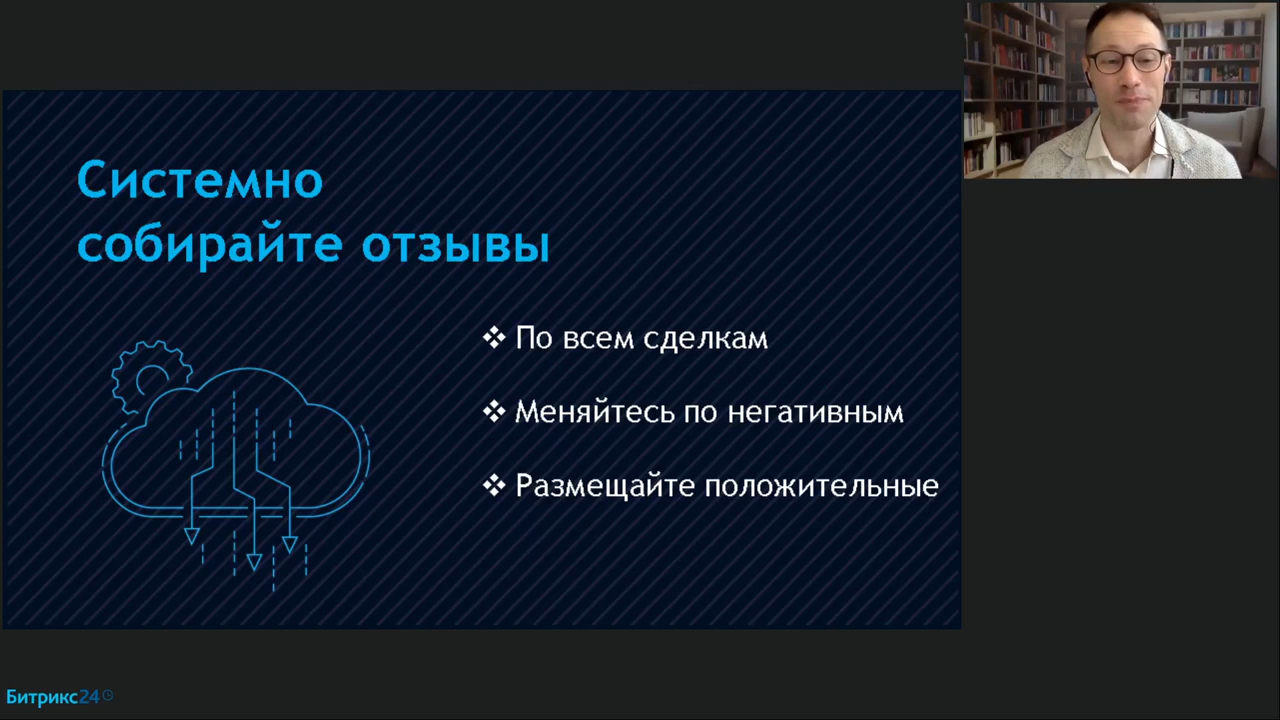 Системно
собирайте отзывы
❖ По всем сделкам
❖ Меняйтесь по негативным
❖ Размещайте положительные
Битрикс24